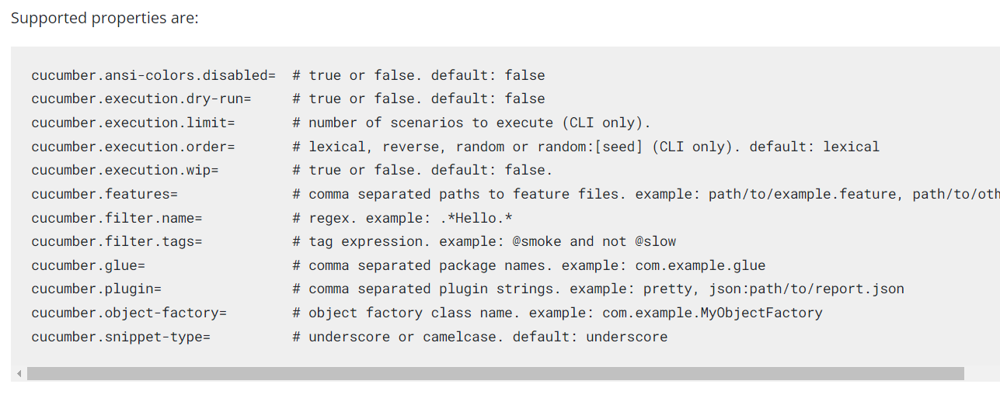 Supported properties are:
cucumber.ansi-colors.disabled=  # true or false. default: false
cucumber.execution.dry-run=     # true or false. default: false
cucumber.execution.limit=       # number of scenarios to execute (CLI only).
cucumber.execution.order=       # lexical, reverse, random or random:[seed] (CLI only). default: lexical
cucumber.execution.wip=         # true or false. default: false.
cucumber.features=              # comma separated paths to feature files. example: path/to/example.feature, path/to/oth
cucumber.filter.name=           # regex. example: .*Hello.*
cucumber.filter.tags=           # tag expression. example: @smoke and not @slow
cucumber.glue=                  # comma separated package names. example: com.example.glue
cucumber.plugin=                # comma separated plugin strings. example: pretty, json:path/to/report.json
cucumber.object-factory=        # object factory class name. example: com.example.MyObjectFactory
cucumber.snippet-type=          # underscore or camelcase. default: underscore